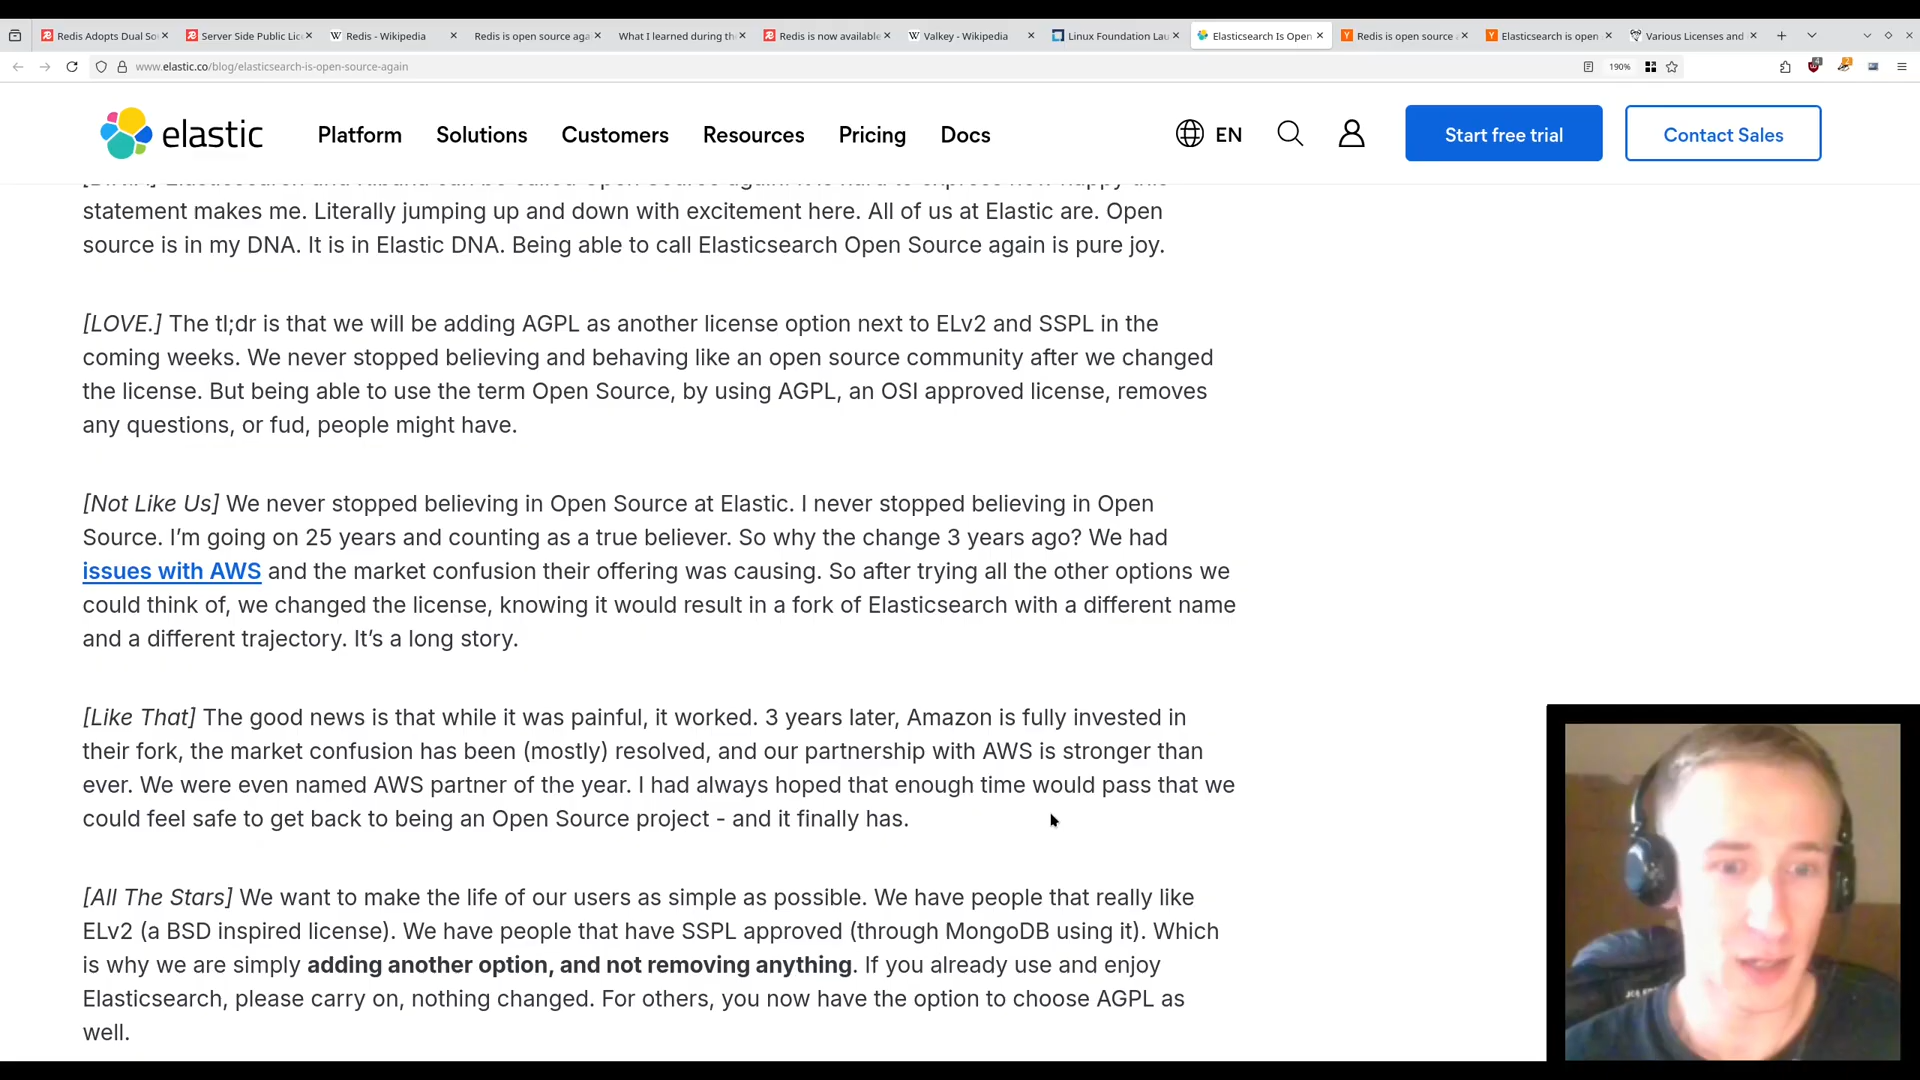 Redis Adopts Dual So
Server Side Public Lic
Redis - Wikipedia
Redis is open source aga
What I learned during th
Redis is now available
Valkey - Wikipedia
Linux Foundation Lau
Elasticsearch Is Open
Redis is open source
Elasticsearch is open
Various Licenses and
www.elastic.co/blog/elasticsearch-is-open-source-again
190%
elastic
Platform
Solutions
Customers
Resources
Pricing
Docs
EN
Start free trial
Contact Sales
statement makes me. Literally jumping up and down with excitement here. All of us at Elastic are. Open
source is in my DNA. It is in Elastic DNA. Being able to call Elasticsearch Open Source again is pure joy.
[LOVE.] The tl;dr is that we will be adding AGPL as another license option next to ELv2 and SSPL in the
coming weeks. We never stopped believing and behaving like an open source community after we changed
the license. But being able to use the term Open Source, by using AGPL, an OSI approved license, removes
any questions, or fud, people might have.
[Not Like Us] We never stopped believing in Open Source at Elastic. I never stopped believing in Open
Source. I’m going on 25 years and counting as a true believer. So why the change 3 years ago? We had
issues with AWS and the market confusion their offering was causing. So after trying all the other options we
could think of, we changed the license, knowing it would result in a fork of Elasticsearch with a different name
and a different trajectory. It’s a long story.
[Like That] The good news is that while it was painful, it worked. 3 years later, Amazon is fully invested in
their fork, the market confusion has been (mostly) resolved, and our partnership with AWS is stronger than
ever. We were even named AWS partner of the year. I had always hoped that enough time would pass that we
could feel safe to get back to being an Open Source project - and it finally has.
[All The Stars] We want to make the life of our users as simple as possible. We have people that really like
ELv2 (a BSD inspired license). We have people that have SSPL approved (through MongoDB using it). Which
is why we are simply adding another option, and not removing anything. If you already use and enjoy
Elasticsearch, please carry on, nothing changed. For others, you now have the option to choose AGPL as
well.